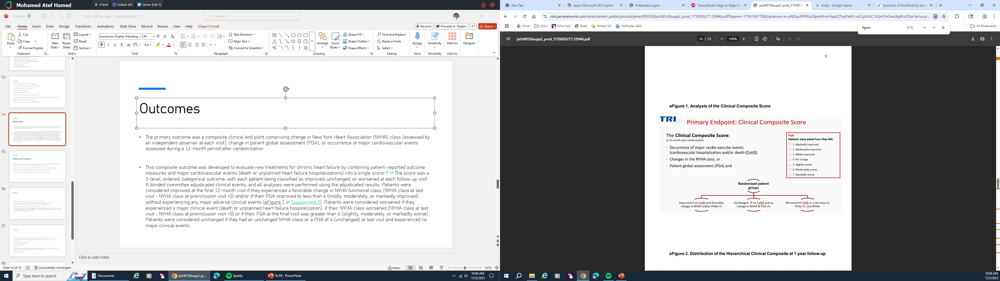 Mohamed Atef Hamed
eTenet
Outlook 365
Cerner (Hub 5)
AutoSave
Off
Tri.FR
No Label • Saved to this PC
Search
File
Home
Insert
Draw
Design
Transitions
Animations
Slide Show
Record
Review
View
Help
Shape Format
Record
Present in Teams
Share
Paste
Cut
Copy
Format Painter
Clipboard
New Slide
Reuse Slides
Layout
Reset
Section
Slides
Grandview Display (Heading
40
Font
Paragraph
Text Direction
Align Text
Convert to SmartArt
Arrange
Quick Styles
Shape Fill
Shape Outline
Shape Effects
Drawing
Find and Replace
Replace Fonts
Select
Editing
Dictate
Voice
Sensitivity
Sensitivity
Add-ins
Add-ins
Designer
13
14
Outcomes
15
Statisical Analysis
16
17
18
Outcomes
• The primary outcome was a composite clinical end point comprising change in New York Heart Association (NYHA) class (assessed by
an independent observer at each visit), change in patient global assessment (PGA), or occurrence of major cardiovascular events
assessed during a 12-month period after randomization
• This composite outcome was developed to evaluate new treatments for chronic heart failure by combining patient-reported outcome
measures and major cardiovascular events (death or unplanned heart failure hospitalizations) into a single score.15,16 The score was a
3-level, ordered, categorical outcome, with each patient being classified as improved, unchanged, or worsened at each follow-up visit.
A blinded committee adjudicated clinical events, and all analyses were performed using the adjudicated results. Patients were
considered improved at the final 12-month visit if they experienced a favorable change in NYHA functional class (NYHA class at last
visit – NYHA class at preinclusion visit <0) and/or if their PGA improved to less than 4 (mildly, moderately, or markedly improved)
without experiencing any major adverse clinical events (eFigure 1 in Supplement 2). Patients were considered worsened if they
experienced a major clinical event (death or unplanned heart failure hospitalization), if their NYHA class worsened (NYHA class at last
visit – NYHA class at preinclusion visit >0) or if their PGA at the final visit was greater than 4 (slightly, moderately, or markedly worse).
Patients were considered unchanged if they had an unchanged NYHA class or a PGA of 4 (unchanged) at last visit and experienced no
major clinical events.
Click to add notes
Slide 14 of 19
Accessibility: Investigate
Notes
101%
Type here to search
Documents
joi240120supp2_pr...
Spotify
Tri.FR - PowerPoint
10:46 AM
7/23/2025
New Tab
Apps | Microsoft 365 Copilot
Presentation.pptx
Transcatheter Edge-to-Edge Re
joi240120supp2_prod_1735855
triclip - Google Search
Evolution of the MitraClip Syste
cdn.jamanetwork.com/ama/content_public/journal/jama/939538/joi240120supp2_prod_1735855277.33946.pdf?Expires=1756156775&Signature=w-yiNQuuPiP8hczGpxIA5nmYqazIZ7eyDaNLI-oLCgUnSC7sQmToVUwLKg0FoTJ3w1ai1ucut...
Drive
Echo
Echo Inpt
Rads
Athena S/I
NetScaler AAA
All Bookmarks
figure
9/16
joi240120supp2_prod_1735855277.33946.pdf
10 / 15
100%
9
eFigure 1. Analysis of the Clinical Composite Score
TRI fr
Primary Endpoint: Clinical Composite Score
The Clinical Composite Score:
at 12-month post randomization
- Occurrence of major cardio-vascular events
(cardiovascular hospitalization and/or death (CvHD)
- Changes in the NYHA class, or
- Patient global assessment (PGA) and
PGA
Patients were asked how they felt:
1. Markedly improved
2. Moderately improved
3. Mildly improved
4. No change
5. Slightly worse
6. Moderately worse
7. Markedly worse
Randomized patient
groups
Improved if no CvHD and favorable
change in NYHA and/or PGA(<4)
Unchanged , if no CvHD and no
change in NYHA & PGA (4)
Worsened if CvHD or a decrease in
PGA(>4) and NYHA
eFigure 2. Distribution of the Hierarchical Clinical Composite at 1-year follow-up
10:46 AM
7/23/2025